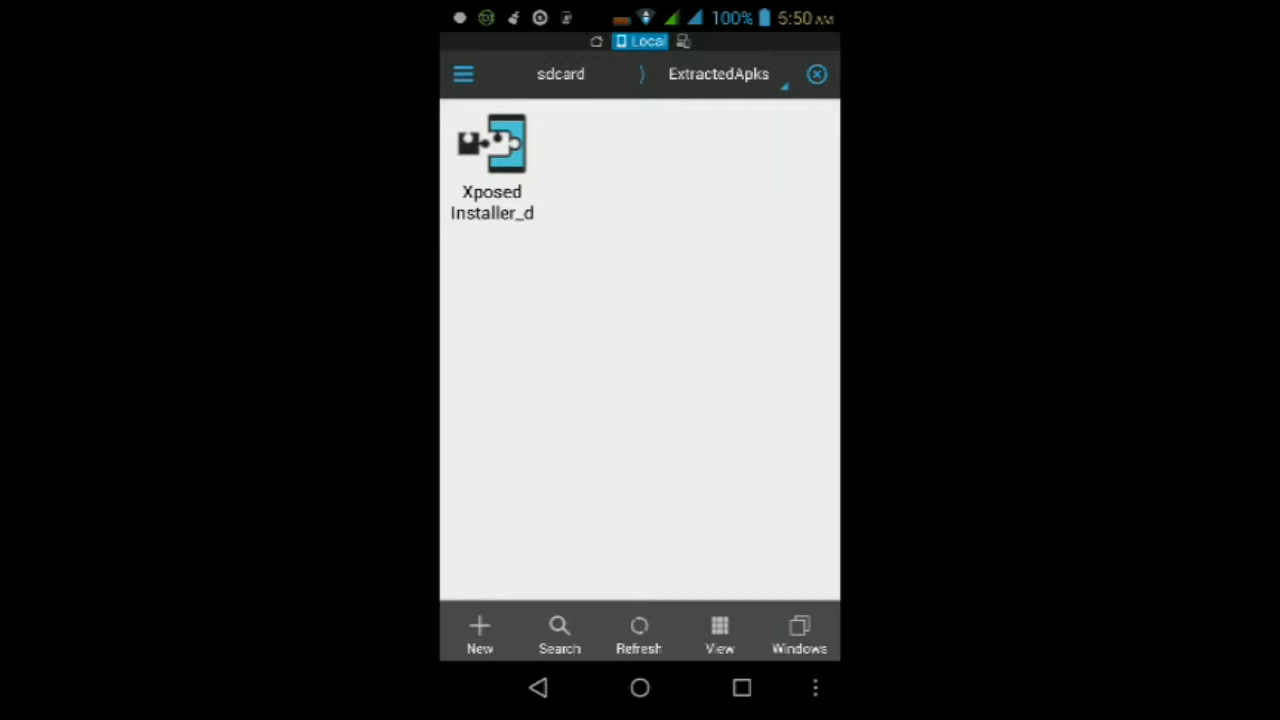 100% 5:50 AM
Local
sdcard ExtractedApks
Xposed
Installer_d
New Search Refresh View Windows